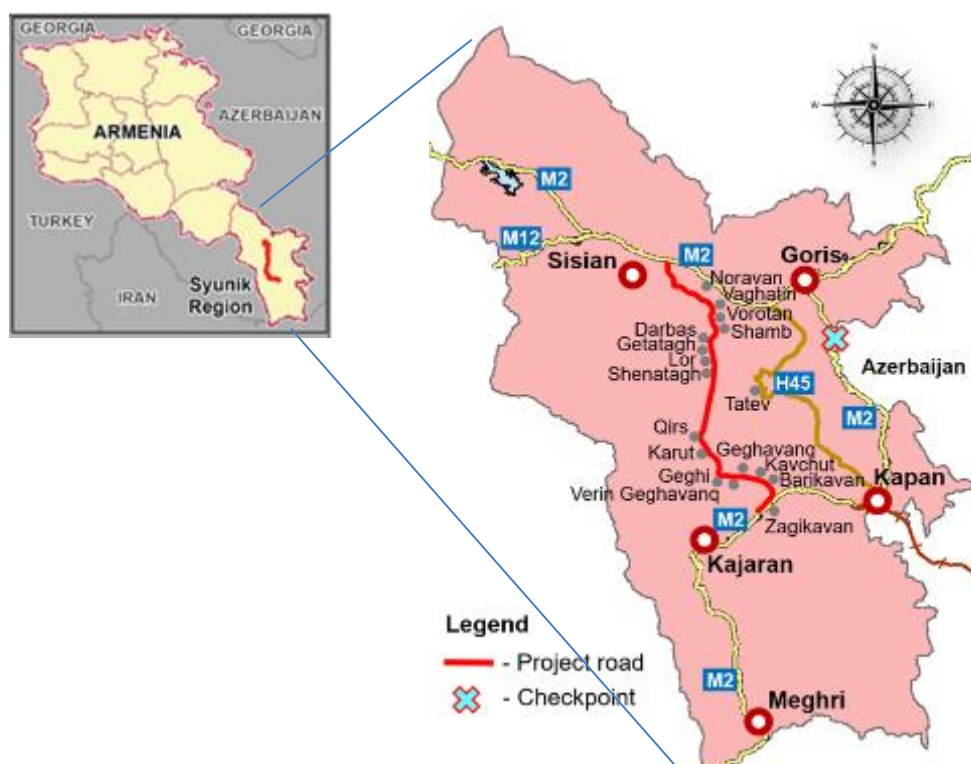 GEORGIA
GEORGIA
AZERBAIJAN
ARMENIA
TURKEY
IRAN
Syunik
Region
N
W
E
S
M2
M12
M2
Sisian
Goris
Noravan
Vaghatin
Vorotan
Shamb
Darbas
Getatagh
Lor
Shenatagh
Azerbaijan
H45
Tatev
M2
Qirs
Karut
Geghavanq
Kavchut
Geghi
Barikavan
Verin Geghavanq
Kapan
M2
Zagikavan
Kajaran
Legend
- Project road
- Checkpoint
M2
Meghri